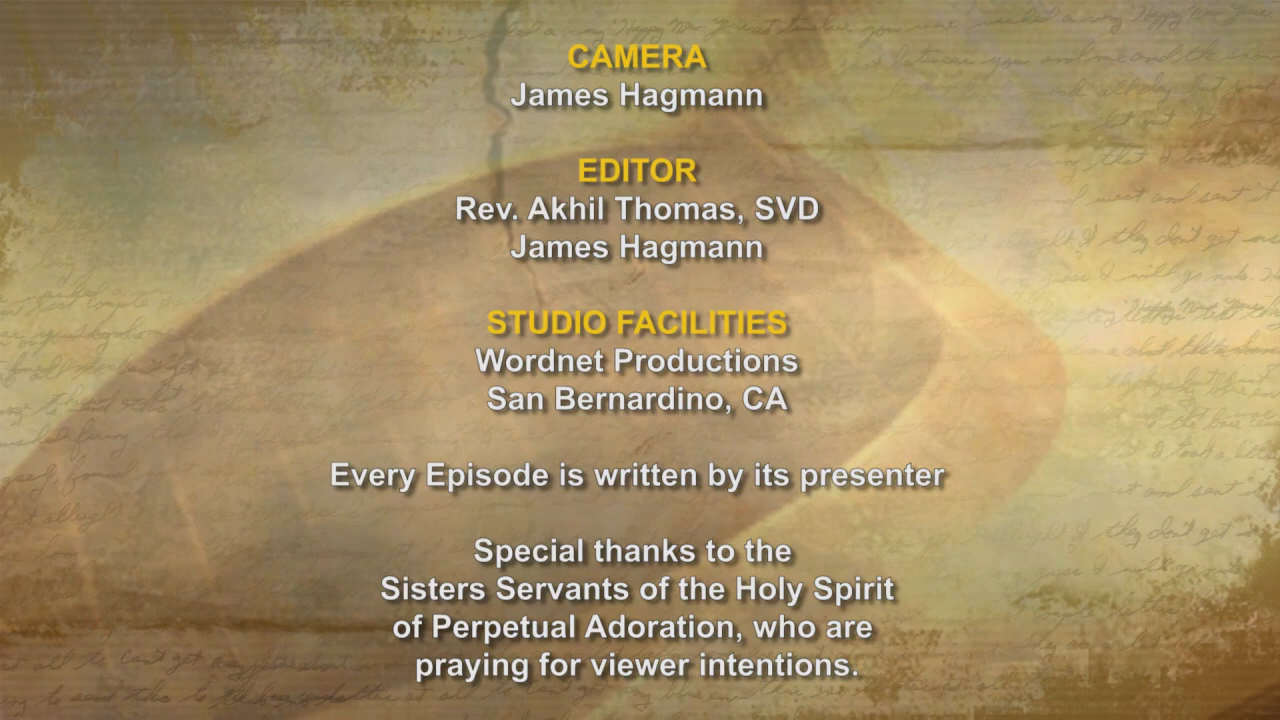 CAMERA
James Hagmann
EDITOR
Rev. Akhil Thomas, SVD
James Hagmann
STUDIO FACILITIES
Wordnet Productions
San Bernardino, CA
Every Episode is written by its presenter
Special thanks to the
Sisters Servants of the Holy Spirit
of Perpetual Adoration, who are
praying for viewer intentions.